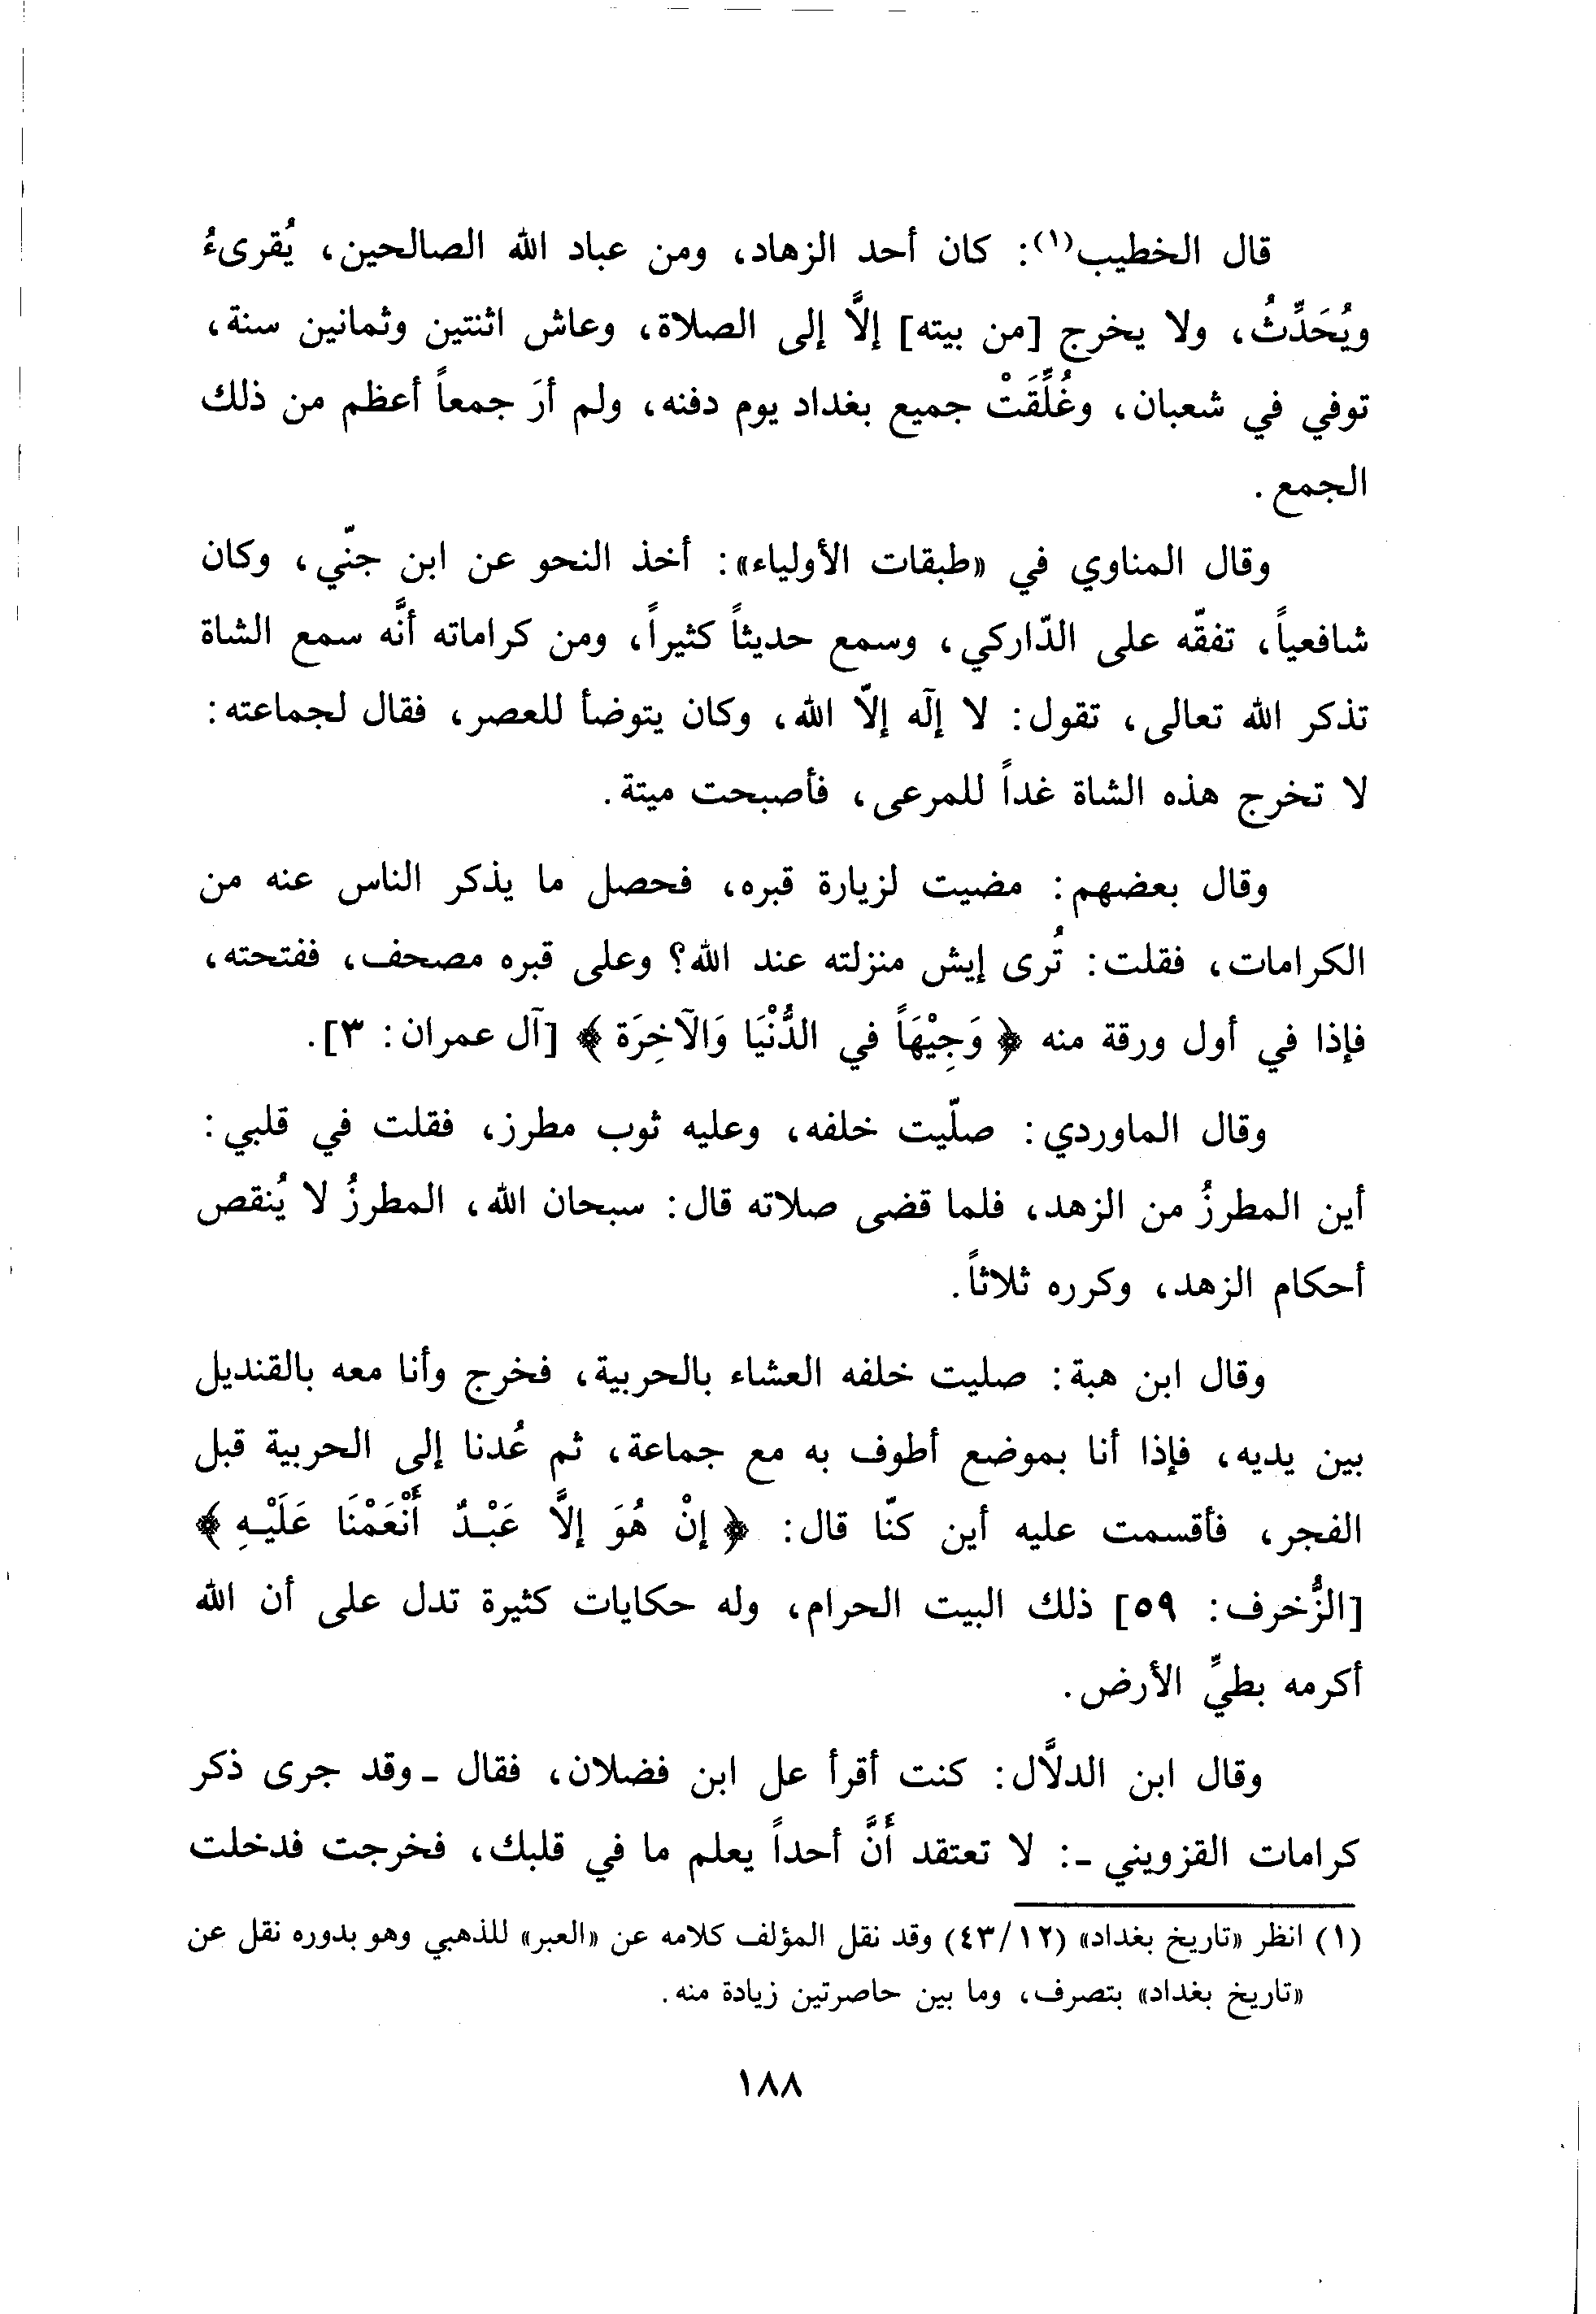 قال الخطيب(١): كان أحد الزهاد، ومن عباد الله الصالحين، يُقرىءُ
ويُحَدِّثُ، ولا يخرج [من بيته] إلاَّ إلى الصلاة، وعاش اثنتين وثمانين سنة،
توفي في شعبان، وغُلِّقَتْ جميع بغداد يوم دفنه، ولم أرَ جمعاً أعظم من ذلك
الجمع.
وقال المناوي في «طبقات الأولياء»: أخذ النحو عن ابن جنّي، وكان
شافعياً، تفقّه على الدّاركي، وسمع حديثاً كثيراً، ومن كراماته أنَّه سمع الشاة
تذكر الله تعالى، تقول: لا إلٓه إلاّ الله، وكان يتوضأ للعصر، فقال لجماعته:
لا تخرج هذه الشاة غداً للمرعى، فأصبحت ميتة.
وقال بعضهم: مضيت لزيارة قبره، فحصل ما يذكر الناس عنه من
الكرامات، فقلت: تُرى إيش منزلته عند الله؟ وعلى قبره مصحف، ففتحته،
فإذا في أول ورقة منه ﴿ وَجِيْهَاً في الدُّنْيَا وَالآخِرَة ﴾ [آل عمران: ٣].
وقال الماوردي: صلّيت خلفه، وعليه ثوب مطرز، فقلت في قلبي:
أين المطرزُ من الزهد، فلما قضى صلاته قال: سبحان الله، المطرزُ لا يُنقص
أحكام الزهد، وكرره ثلاثاً.
وقال ابن هبة: صليت خلفه العشاء بالحربية، فخرج وأنا معه بالقنديل
بين يديه، فإذا أنا بموضع أطوف به مع جماعة، ثم عُدنا إلى الحربية قبل
الفجر، فأقسمت عليه أين كنّا قال: ﴿ إنْ هُوَ إلاَّ عَبْـدٌ أَنْعَمْنَا عَلَيْـهِ ﴾
[الزُّخرف: ٥٩] ذلك البيت الحرام، وله حكايات كثيرة تدل على أن الله
أكرمه بطيِّ الأرض.
وقال ابن الدلاَّل: كنت أقرأ عل ابن فضلان، فقال ـ وقد جرى ذكر
كرامات القزويني ـ: لا تعتقد أَنَّ أحداً يعلم ما في قلبك، فخرجت فدخلت
(١) انظر «تاريخ بغداد» (٤٣/١٢) وقد نقل المؤلف كلامه عن «العبر» للذهبي وهو بدوره نقل عن
«تاريخ بغداد» بتصرف، وما بين حاصرتين زيادة منه.
١٨٨